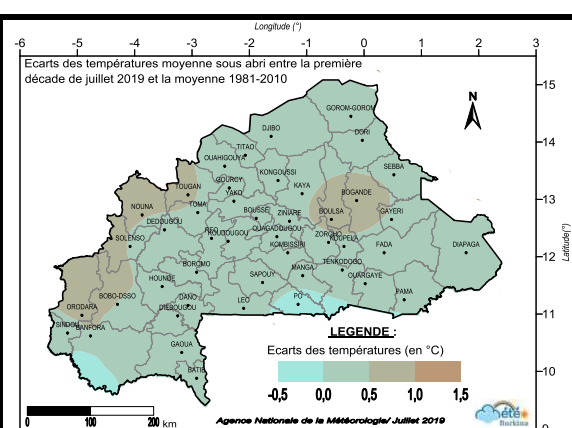 Longitude (°)
-6 -5 -4 -3 -2 -1 0 1 2 3
Ecarts des températures moyenne sous abri entre la première
décade de juillet 2019 et la moyenne 1981-2010
15
14
13
12
11
10
9
Latitude(°)
N
GOROM-GOROM
DJIBO
DORI
TITAO
OUAHIGOUYA
SEBBA
KONGOUSSI
GOURCY
TOUGAN
YAKO
KAYA
BOGANDE
NOUNA
TOMA
BOUSSE
ZINIARE
BOULSA
GAYERI
DEDOUGOU
REO
KOUDOUGOU
OUAGADOUGOU
ZORGHO
KOUPELA
SOLENSO
KOMBISSIRI
FADA
DIAPAGA
TENKODOGO
BOROMO
SAPOUY
MANGA
OUARGAYE
HOUNDE
PAMA
BOBO-DSSO
DANO
LEO
PO
ORODARA
DIEBOUGOU
SINDOU
BANFORA
GAOUA
BATIE
LEGENDE :
Ecarts des températures (en °C)
-0,5 0,0 0,5 1,0 1,5
0 100 200 km
Agence Nationale de la Météorologie/ Juillet 2019
été
Burkina